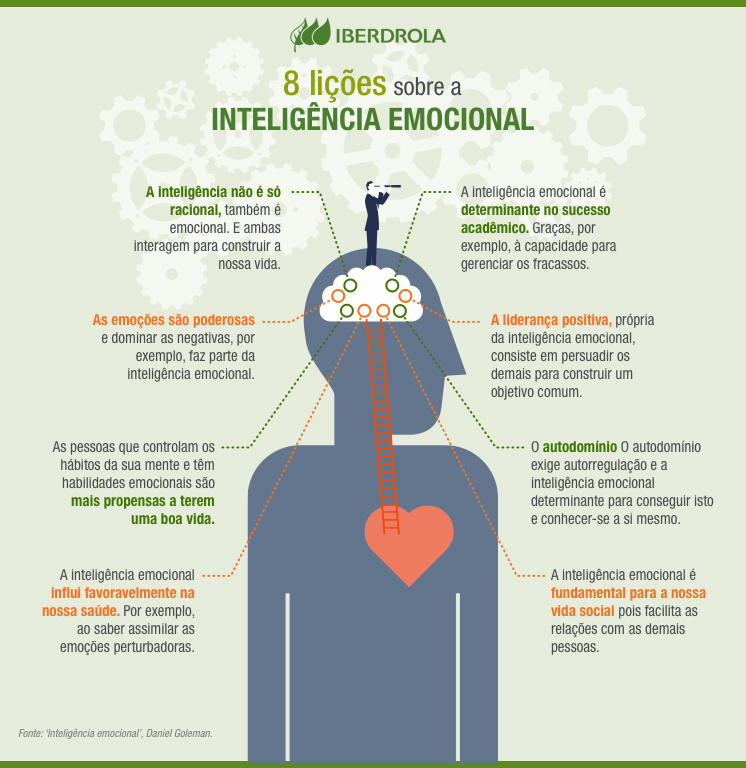 IBERDROLA
8 lições sobre a
INTELIGÊNCIA EMOCIONAL
A inteligência não é só
racional, também é
emocional. E ambas
interagem para construir a
nossa vida.
A inteligência emocional é
determinante no sucesso
acadêmico. Graças, por
exemplo, à capacidade para
gerenciar os fracassos.
As emoções são poderosas
e dominar as negativas, por
exemplo, faz parte da
inteligência emocional.
A liderança positiva, própria
da inteligência emocional,
consiste em persuadir os
demais para construir um
objetivo comum.
As pessoas que controlam os
hábitos da sua mente e têm
habilidades emocionais são
mais propensas a terem
uma boa vida.
O autodomínio O autodomínio
exige autorregulação e a
inteligência emocional
determinante para conseguir isto
e conhecer-se a si mesmo.
A inteligência emocional
influi favoravelmente na
nossa saúde. Por exemplo,
ao saber assimilar as
emoções perturbadoras.
A inteligência emocional é
fundamental para a nossa
vida social pois facilita as
relações com as demais
pessoas.
Fonte: 'Inteligência emocional', Daniel Goleman.